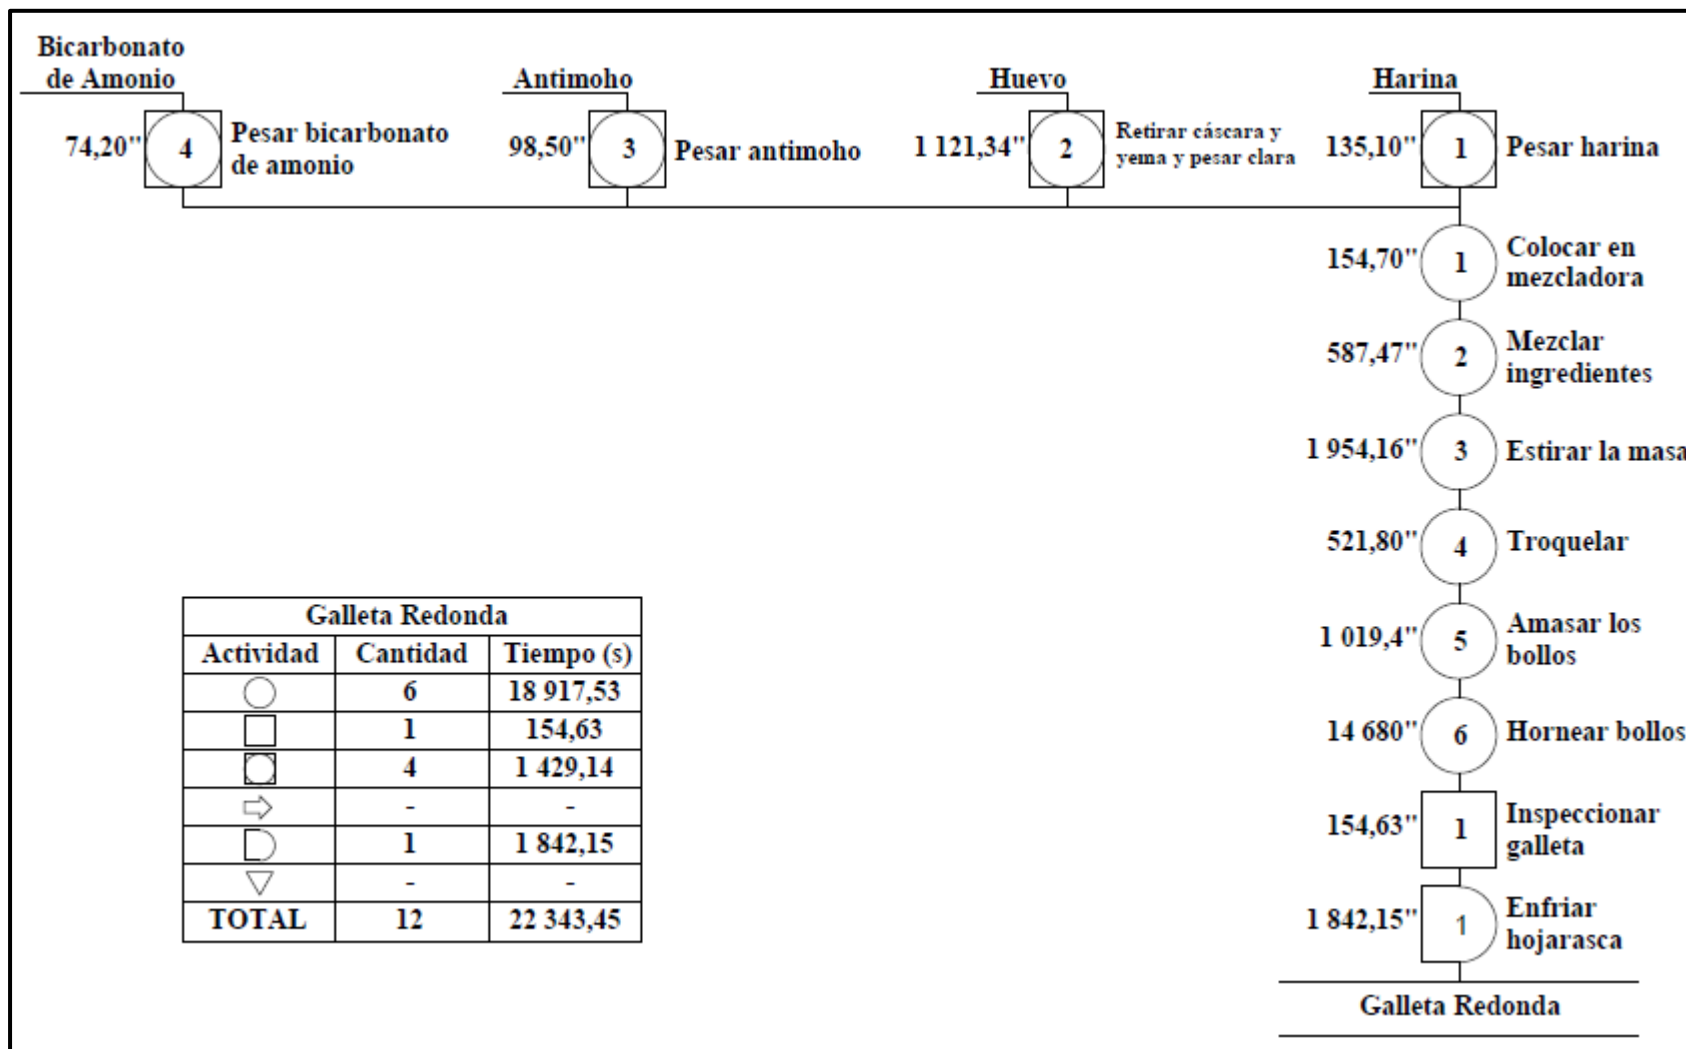 Bicarbonato
de Amonio
Antimoho
Huevo
Harina
74,20" 4 Pesar bicarbonato
de amonio
98,50" 3 Pesar antimoho
1 121,34" 2 Retirar cáscara y
yema y pesar clara
135,10" 1 Pesar harina
154,70" 1 Colocar en
mezcladora
587,47" 2 Mezclar
ingredientes
1 954,16" 3 Estirar la masa
521,80" 4 Troquelar
1 019,4" 5 Amasar los
bollos
14 680" 6 Hornear bollos
154,63" 1 Inspeccionar
galleta
1 842,15" 1 Enfriar
hojarasca
Galleta Redonda
Galleta Redonda
Actividad Cantidad Tiempo (s)
6 18 917,53
1 154,63
4 1 429,14
- -
1 1 842,15
- -
TOTAL 12 22 343,45